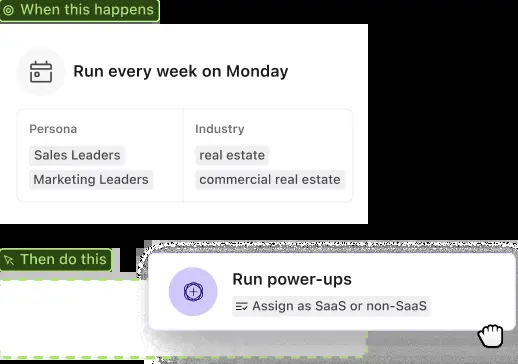 When this happens
Run every week on Monday
Persona
Industry
Sales Leaders
real estate
Marketing Leaders
commercial real estate
Then do this
Run power-ups
Assign as SaaS or non-SaaS